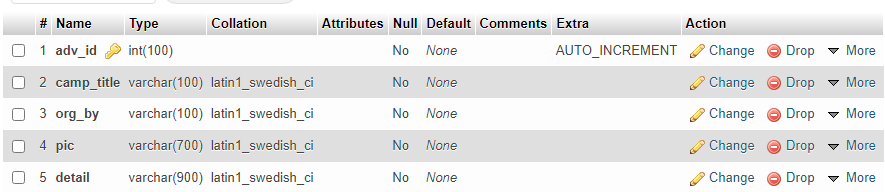 # Name Type Collation Attributes Null Default Comments Extra Action
1 adv_id int(100) No None AUTO_INCREMENT Change Drop More
2 camp_title varchar(100) latin1_swedish_ci No None Change Drop More
3 org_by varchar(100) latin1_swedish_ci No None Change Drop More
4 pic varchar(700) latin1_swedish_ci No None Change Drop More
5 detail varchar(900) latin1_swedish_ci No None Change Drop More